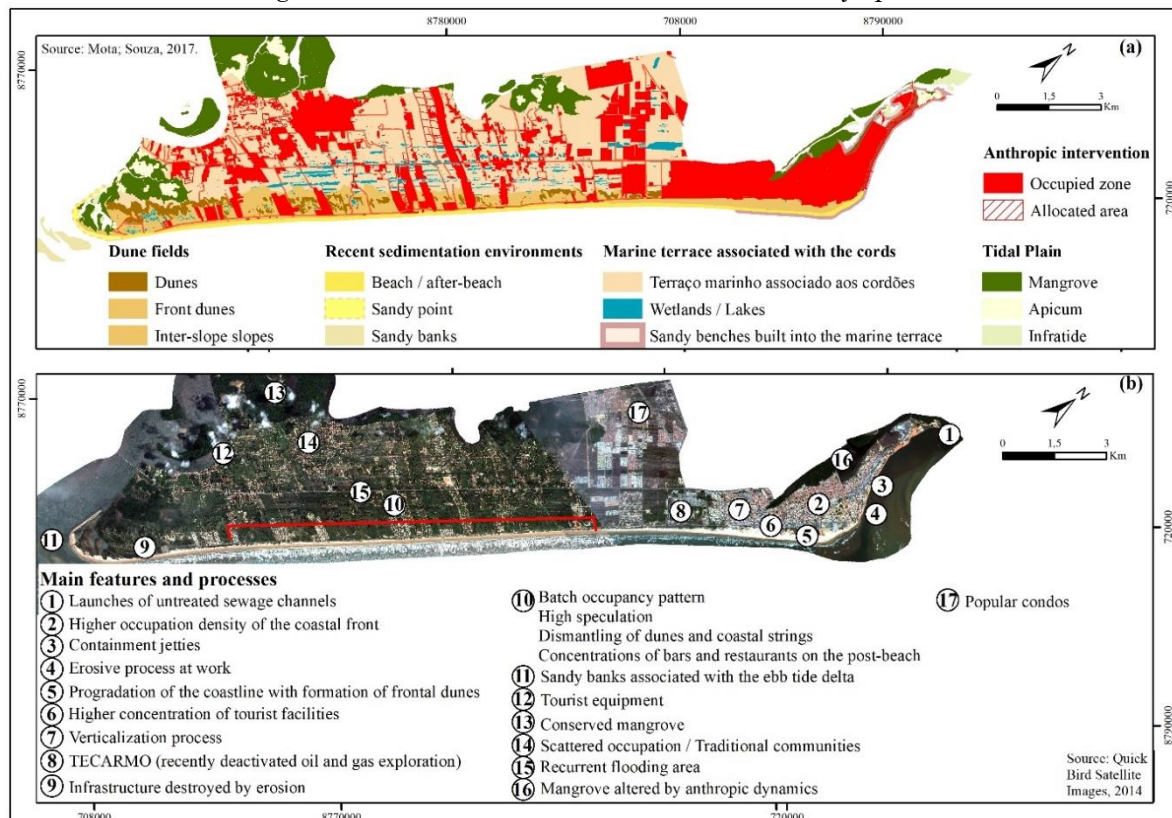 8780000
708000
8790000
Source: Mota; Souza, 2017.
(a)
8770000
N
0 1,5 3
Km
Anthropic intervention
Occupied zone
Allocated area
720000
Dune fields
Dunes
Front dunes
Inter-slope slopes
Recent sedimentation environments
Beach / after-beach
Sandy point
Sandy banks
Marine terrace associated with the cords
Terraço marinho associado aos cordões
Wetlands / Lakes
Sandy benches built into the marine terrace
Tidal Plain
Mangrove
Apicum
Infratide
(b)
8770000
N
0 1,5 3
Km
13
17
1
12
14
16
3
15
10
8
7
2
4
6
5
11
9
720000
Main features and processes
1 Launches of untreated sewage channels
2 Higher occupation density of the coastal front
3 Containment jetties
4 Erosive process at work
5 Progradation of the coastline with formation of frontal dunes
6 Higher concentration of tourist facilities
7 Verticalization process
8 TECARMO (recently deactivated oil and gas exploration)
9 Infrastructure destroyed by erosion
10 Batch occupancy pattern
High speculation
Dismantling of dunes and coastal strings
Concentrations of bars and restaurants on the post-beach
11 Sandy banks associated with the ebb tide delta
12 Tourist equipment
13 Conserved mangrove
14 Scattered occupation / Traditional communities
15 Recurrent flooding area
16 Mangrove altered by anthropic dynamics
17 Popular condos
8790000
Source: Quick
Bird Satellite
Images, 2014
708000
8770000
720000